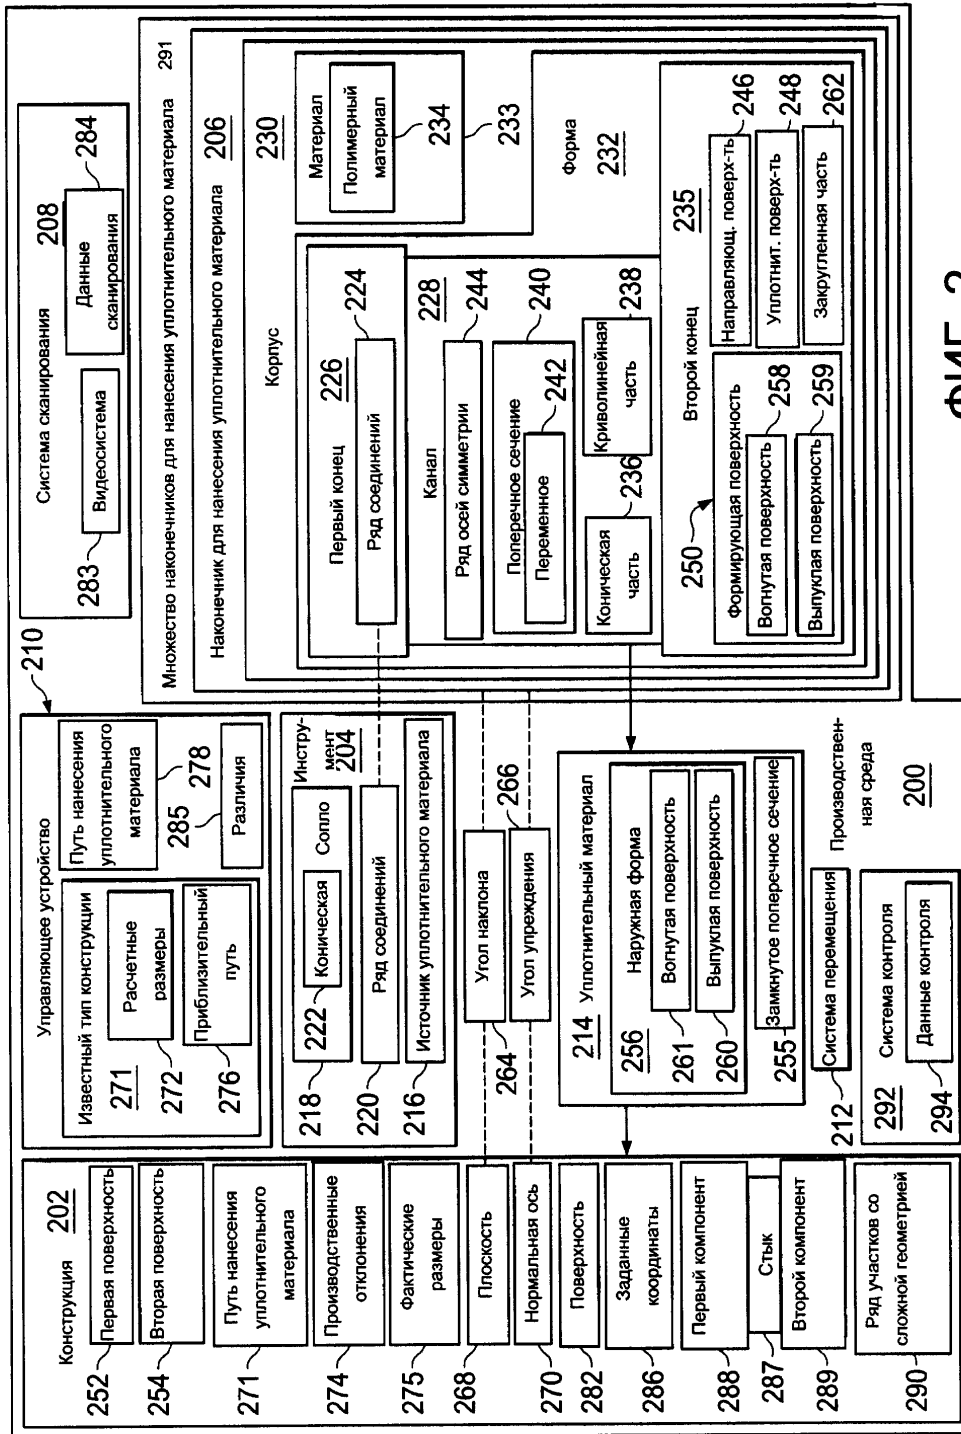 Конструкция
202
Первая поверхность
252
Вторая поверхность
254
Путь нанесения
уплотнительного
материала
271
Производственные
отклонения
274
Фактические
размеры
275
Плоскость
268
Нормальная ось
270
Поверхность
282
Заданные
координаты
286
Первый компонент
288
Стык
287
Второй компонент
289
Ряд участков со
сложной геометрией
290
Управляющее устройство
210
Известный тип конструкции
271
Расчетные
размеры
272
Приблизительный
путь
276
Путь нанесения
уплотнительного
материала
278
285
Различия
Инстру-
мент
204
Сопло
Коническая
222
218
Ряд соединений
220
Источник уплотнительного материала
216
Угол наклона
264
Угол упреждения
266
Уплотнительный материал
214
Наружная форма
256
Вогнутая поверхность
261
Выпуклая поверхность
260
Замкнутое поперечное сечение
255
Система перемещения
212
Производствен-
ная среда
200
Система контроля
292
Данные контроля
294
Система сканирования
208
Видеосистема
283
Данные
сканирования
284
Множество наконечников для нанесения уплотнительного материала
291
Наконечник для нанесения уплотнительного материала
206
Корпус
230
Материал
Полимерный
материал
234
233
Форма
232
Первый конец
226
Ряд соединений
224
Канал
228
Ряд осей симметрии
244
Поперечное сечение
240
Переменное
242
Коническая
часть
236
Криволинейная
часть
238
Второй конец
235
Формирующая поверхность
250
Вогнутая поверхность
258
Выпуклая поверхность
259
Направляющ. поверх-ть
246
Уплотнит. поверх-ть
248
Закругленная часть
262